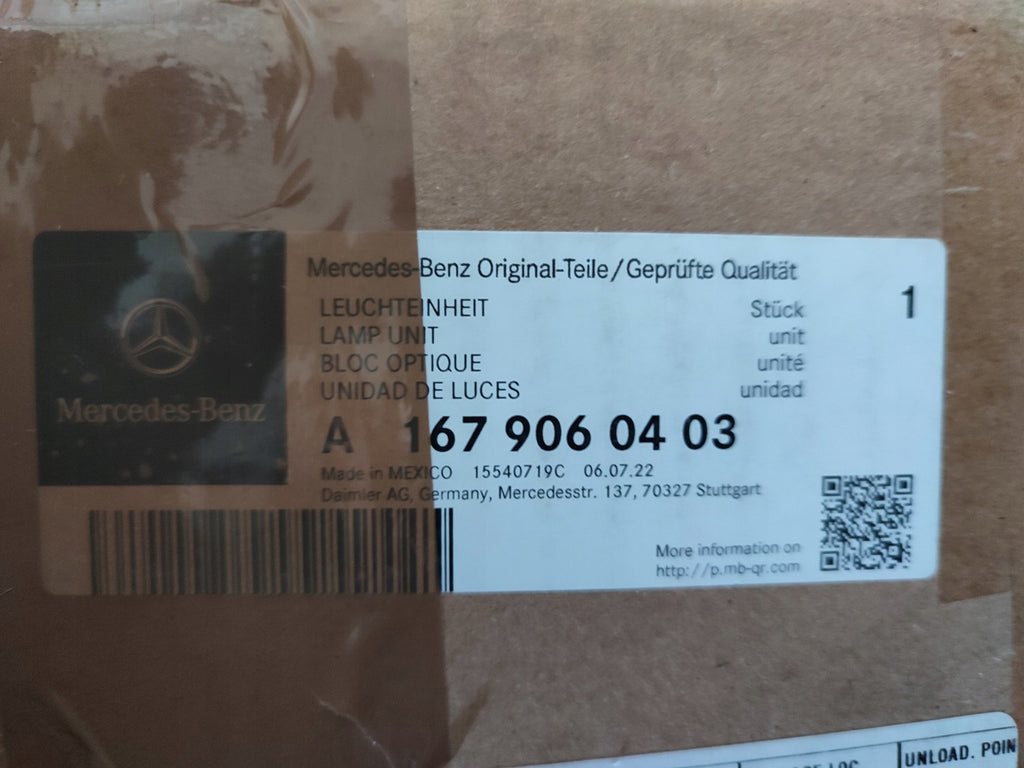 Mercedes-Benz Original-Teile/Geprüfte Qualität
LEUCHTEINHEIT Stück 1
LAMP UNIT unit
BLOC OPTIQUE unité
UNIDAD DE LUCES unidad
Mercedes-Benz
A 167 906 04 03
Made in MEXICO 15540719C 06.07.22
Daimler AG, Germany, Mercedesstr. 137, 70327 Stuttgart
More information on
http://p.mb-qr.com
UNLOAD. POIN